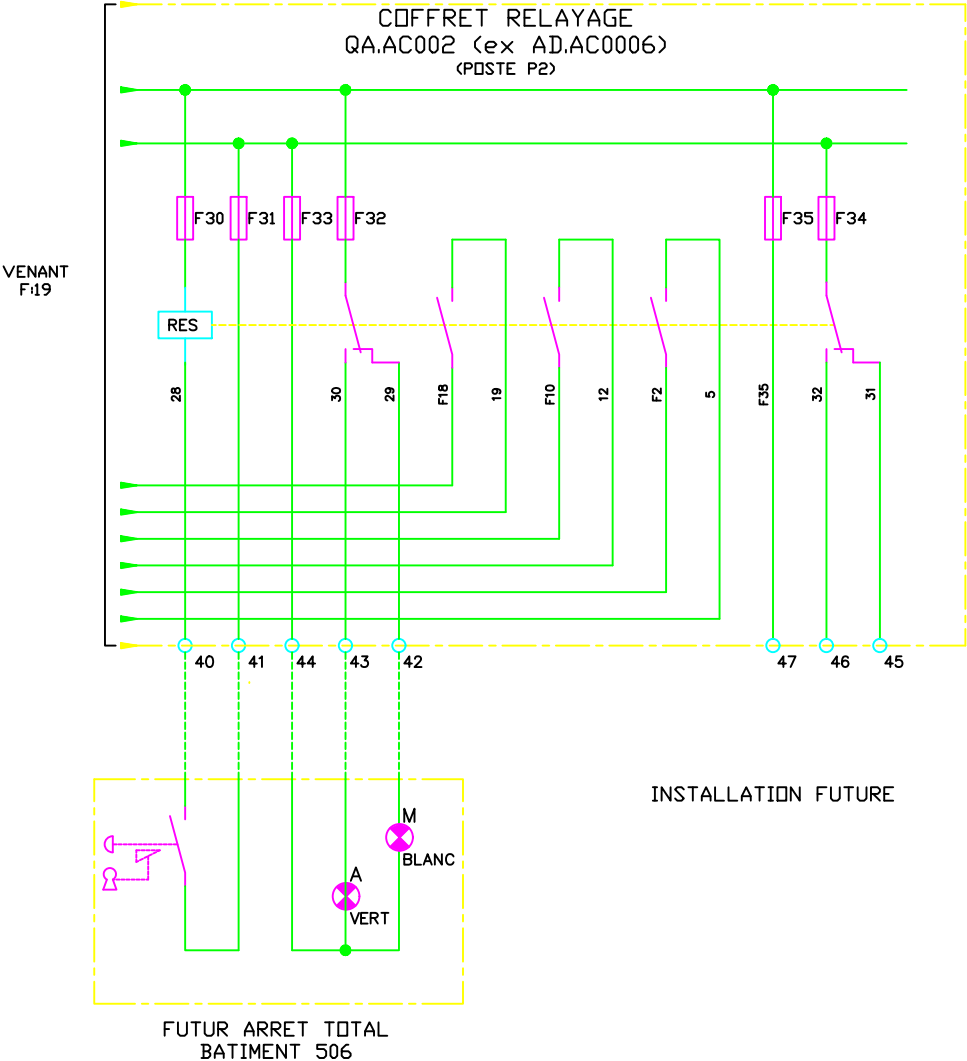 COFFRET RELAYAGE
QA.AC002 (ex AD.AC0006)
(POSTE P2)
F30
F31
F33
F32
F35
F34
VENANT
F:19
RES
28
30
29
F18
19
F10
12
F2
5
F35
32
31
40
41
44
43
42
47
46
45
INSTALLATION FUTURE
M
BLANC
A
VERT
FUTUR ARRET TOTAL
BATIMENT 506